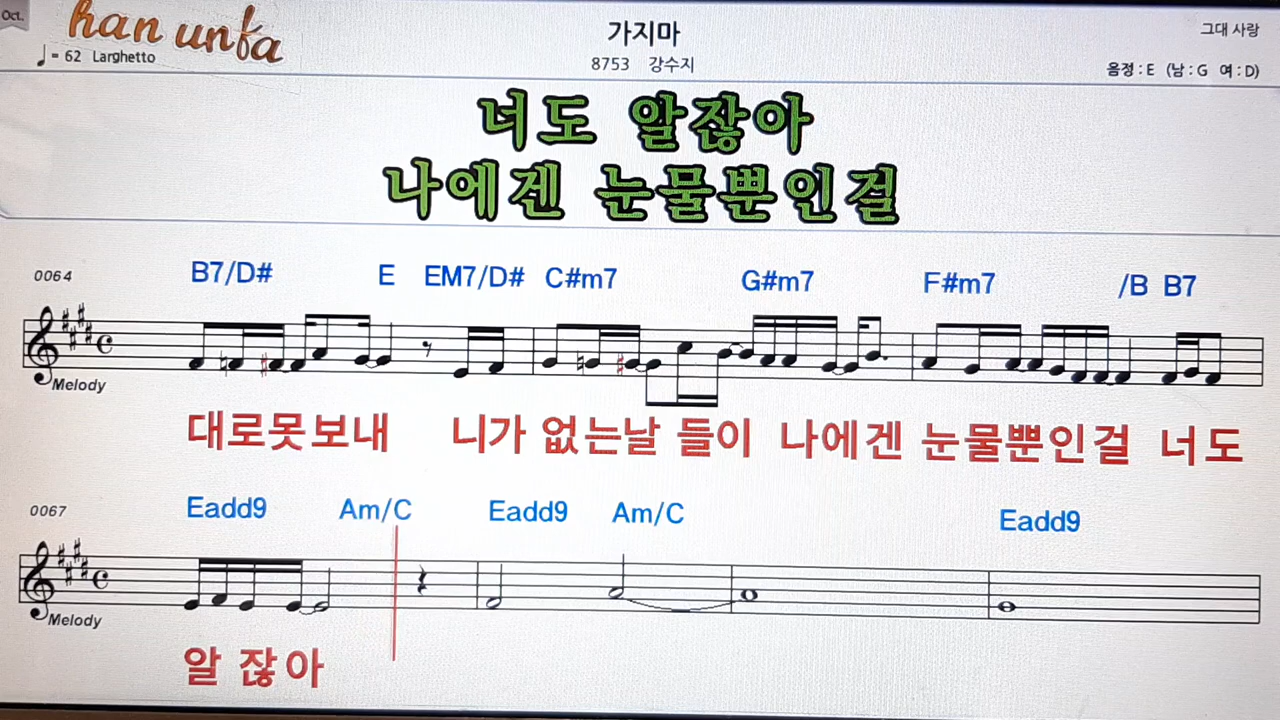 Oct.
han unfa
♩ = 62 Larghetto
가지마
8753 강수지
그대 사랑
음정 : E (남 : G 여 : D)
너도 알잖아
나에겐 눈물뿐인걸
0064
B7/D# E EM7/D# C#m7 G#m7 F#m7 /B B7
Melody
대로못보내 니가 없는날 들이 나에겐 눈물뿐인걸 너도
0067
Eadd9 Am/C Eadd9 Am/C Eadd9
Melody
알 잖아